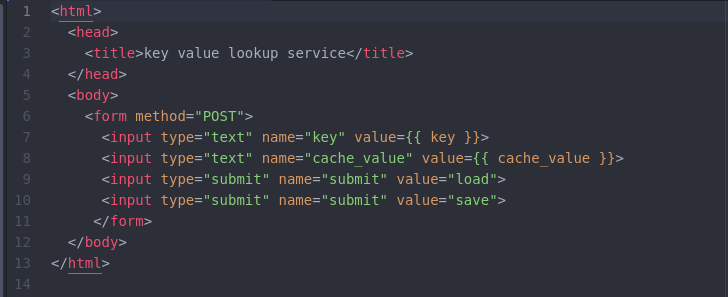 1 <html>
2 <head>
3 <title>key value lookup service</title>
4 </head>
5 <body>
6 <form method="POST">
7 <input type="text" name="key" value={{ key }}>
8 <input type="text" name="cache_value" value={{ cache_value }}>
9 <input type="submit" name="submit" value="load">
10 <input type="submit" name="submit" value="save">
11 </form>
12 </body>
13 </html>
14